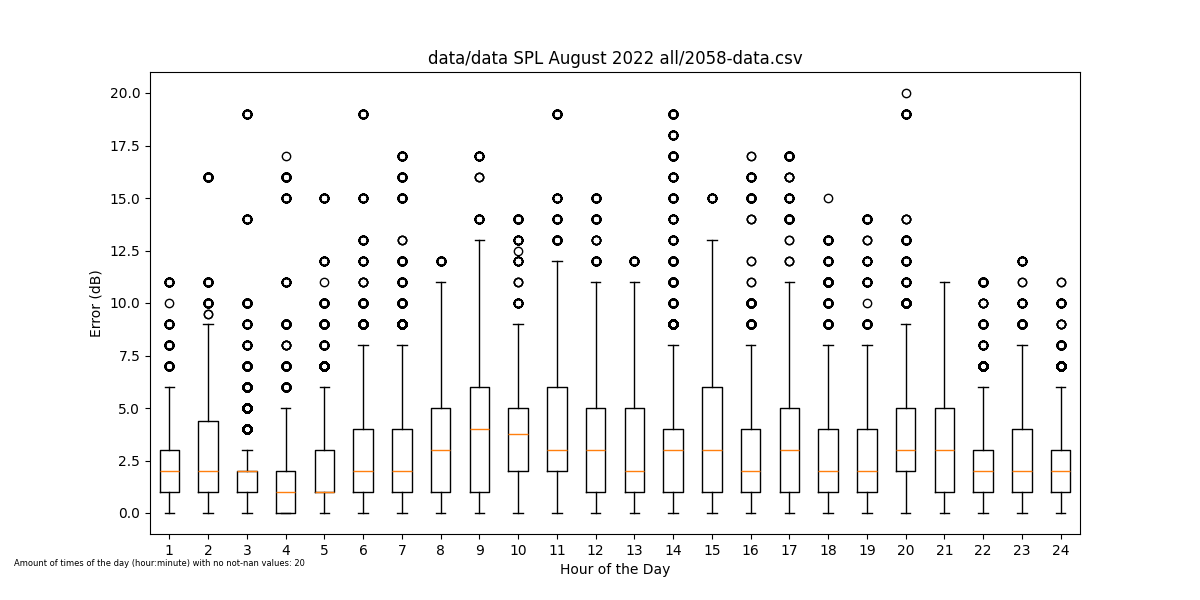 data/data SPL August 2022 all/2058-data.csv
20.0
17.5
15.0
12.5
10.0
7.5
5.0
2.5
0.0
Error (dB)
1 2 3 4 5 6 7 8 9 10 11 12 13 14 15 16 17 18 19 20 21 22 23 24
Hour of the Day
Amount of times of the day (hour:minute) with no not-nan values: 20